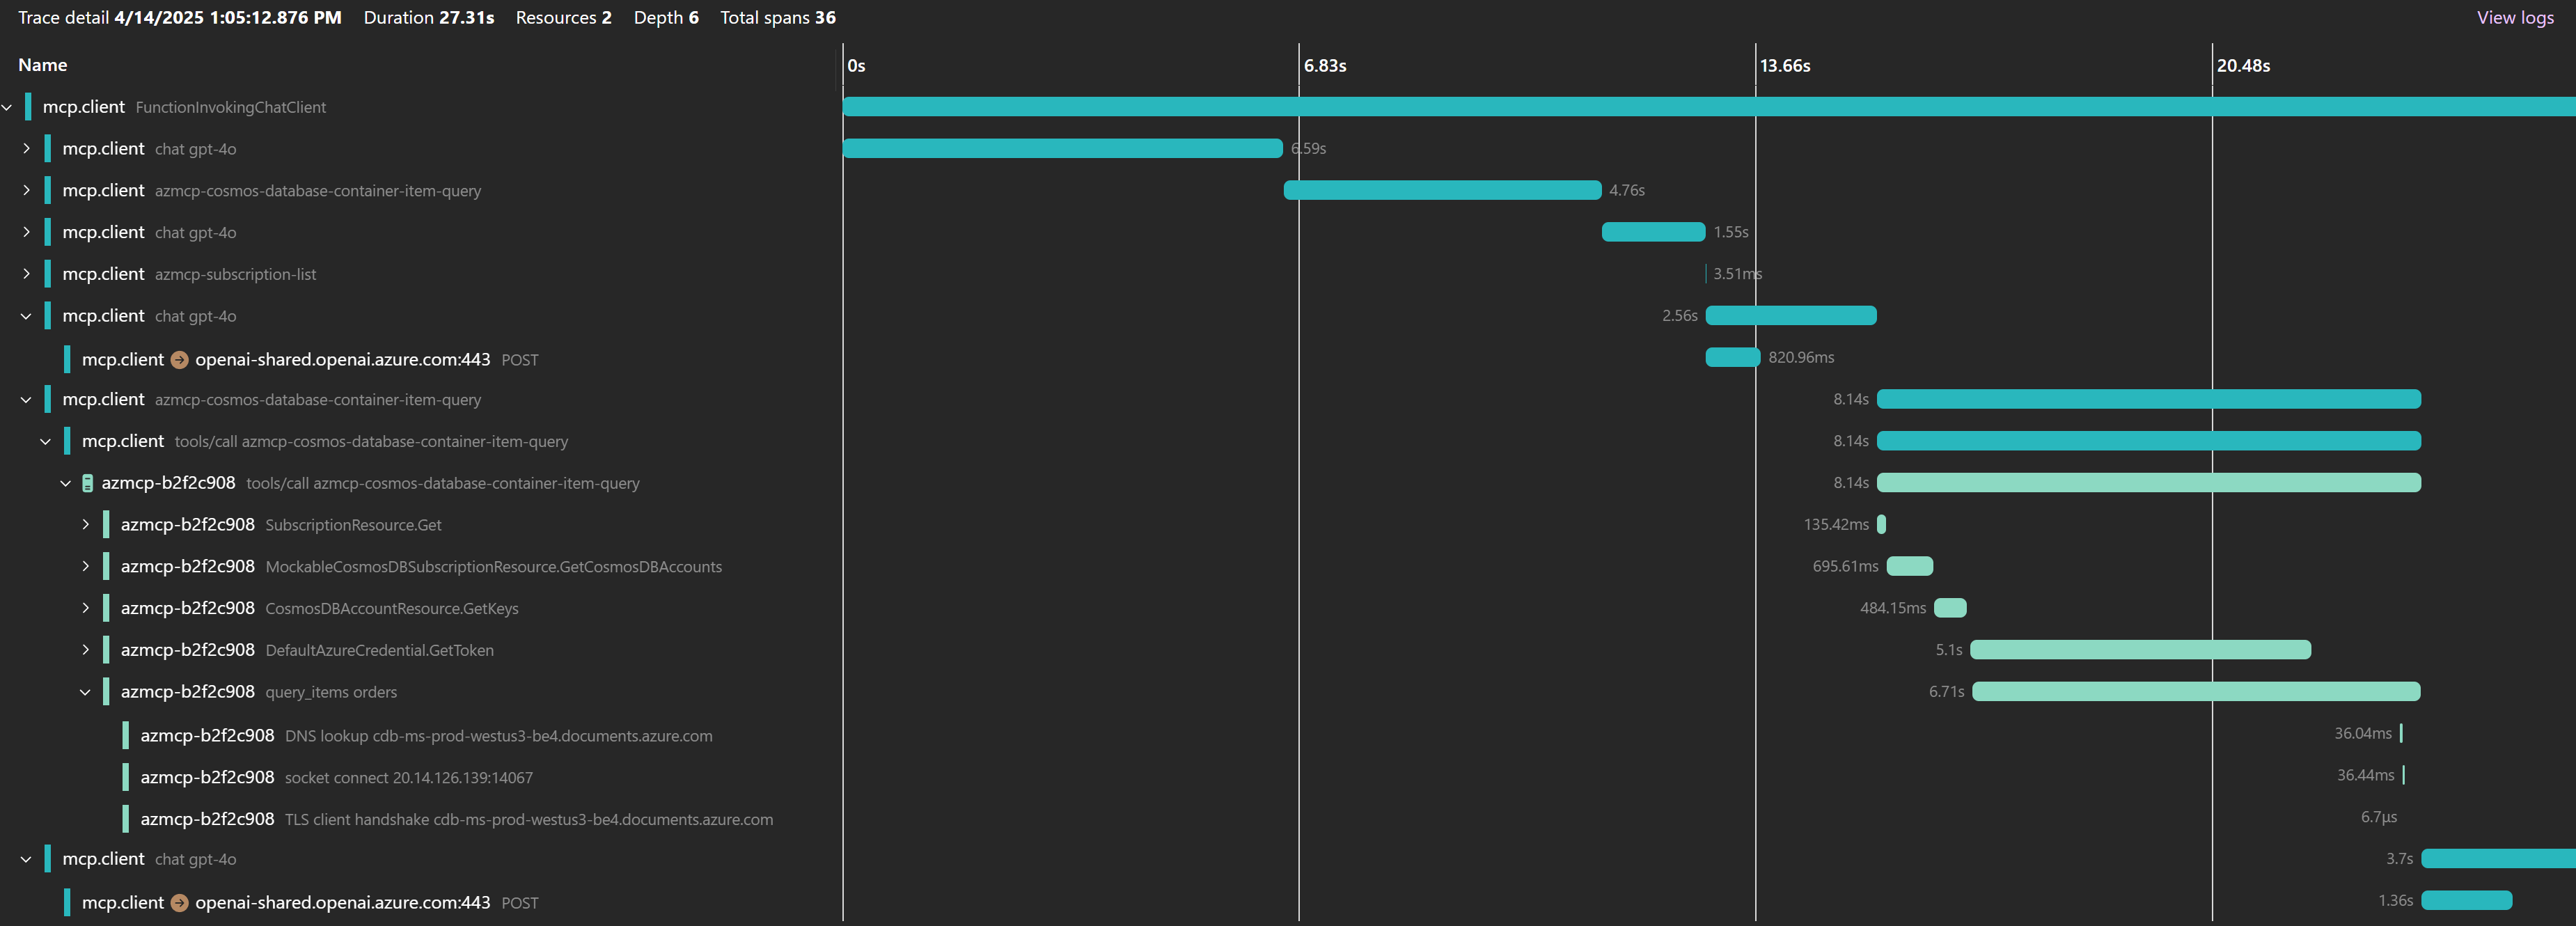 Trace detail 4/14/2025 1:05:12.876 PM Duration 27.31s Resources 2 Depth 6 Total spans 36 View logs
Name 0s 6.83s 13.66s 20.48s
mcp.client FunctionInvokingChatClient
mcp.client chat gpt-4o 6.59s
mcp.client azmcp-cosmos-database-container-item-query 4.76s
mcp.client chat gpt-4o 1.55s
mcp.client azmcp-subscription-list 3.51ms
mcp.client chat gpt-4o 2.56s
mcp.client openai-shared.openai.azure.com:443 POST 820.96ms
mcp.client azmcp-cosmos-database-container-item-query 8.14s
mcp.client tools/call azmcp-cosmos-database-container-item-query 8.14s
azmcp-b2f2c908 tools/call azmcp-cosmos-database-container-item-query 8.14s
azmcp-b2f2c908 SubscriptionResource.Get 135.42ms
azmcp-b2f2c908 MockableCosmosDBSubscriptionResource.GetCosmosDBAccounts 695.61ms
azmcp-b2f2c908 CosmosDBAccountResource.GetKeys 484.15ms
azmcp-b2f2c908 DefaultAzureCredential.GetToken 5.1s
azmcp-b2f2c908 query_items orders 6.71s
azmcp-b2f2c908 DNS lookup cdb-ms-prod-westus3-be4.documents.azure.com 36.04ms
azmcp-b2f2c908 socket connect 20.14.126.139:14067 36.44ms
azmcp-b2f2c908 TLS client handshake cdb-ms-prod-westus3-be4.documents.azure.com 6.7μs
mcp.client chat gpt-4o 3.7s
mcp.client openai-shared.openai.azure.com:443 POST 1.36s